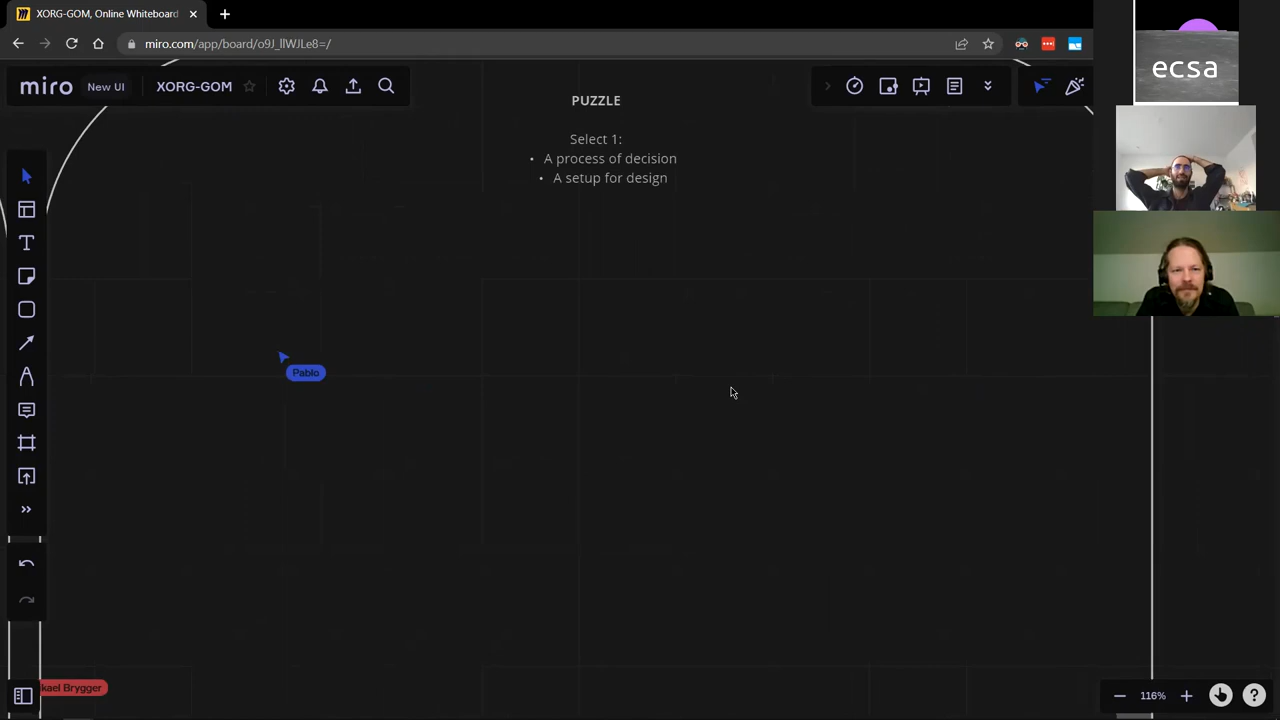 XORG-GOM, Online Whiteboard
miro.com/app/board/o9J_llWJLe8=/
miro
New UI
XORG-GOM
ecsa
PUZZLE
Select 1:
• A process of decision
• A setup for design
Pablo
kael Brygger
116%